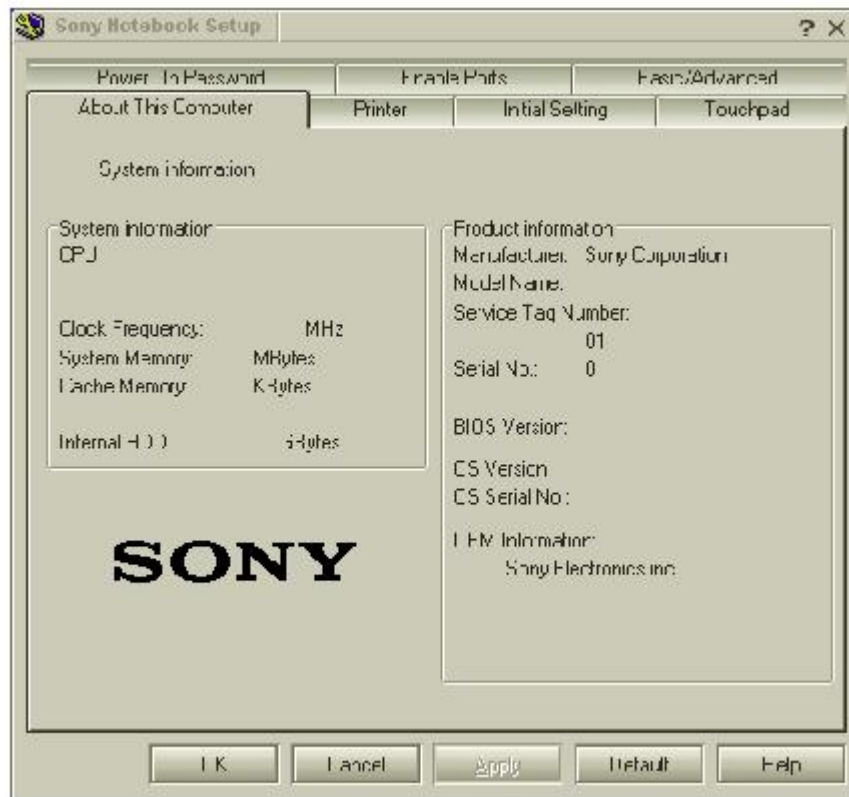 Sony Notebook Setup
Power On Password Enable Ports Basic/Advanced
About This Computer Printer Initial Setting Touchpad
System information
System information
CPU
Clock Frequency: MHz
System Memory: MBytes
Cache Memory: KBytes
Internal HDD GBytes
Product information
Manufacturer: Sony Corporation
Model Name:
Service Tag Number:
01
Serial No.: 0
BIOS Version:
OS Version
OS Serial No.:
OEM Information:
Sony Electronics inc
SONY
OK Cancel Apply Default Help